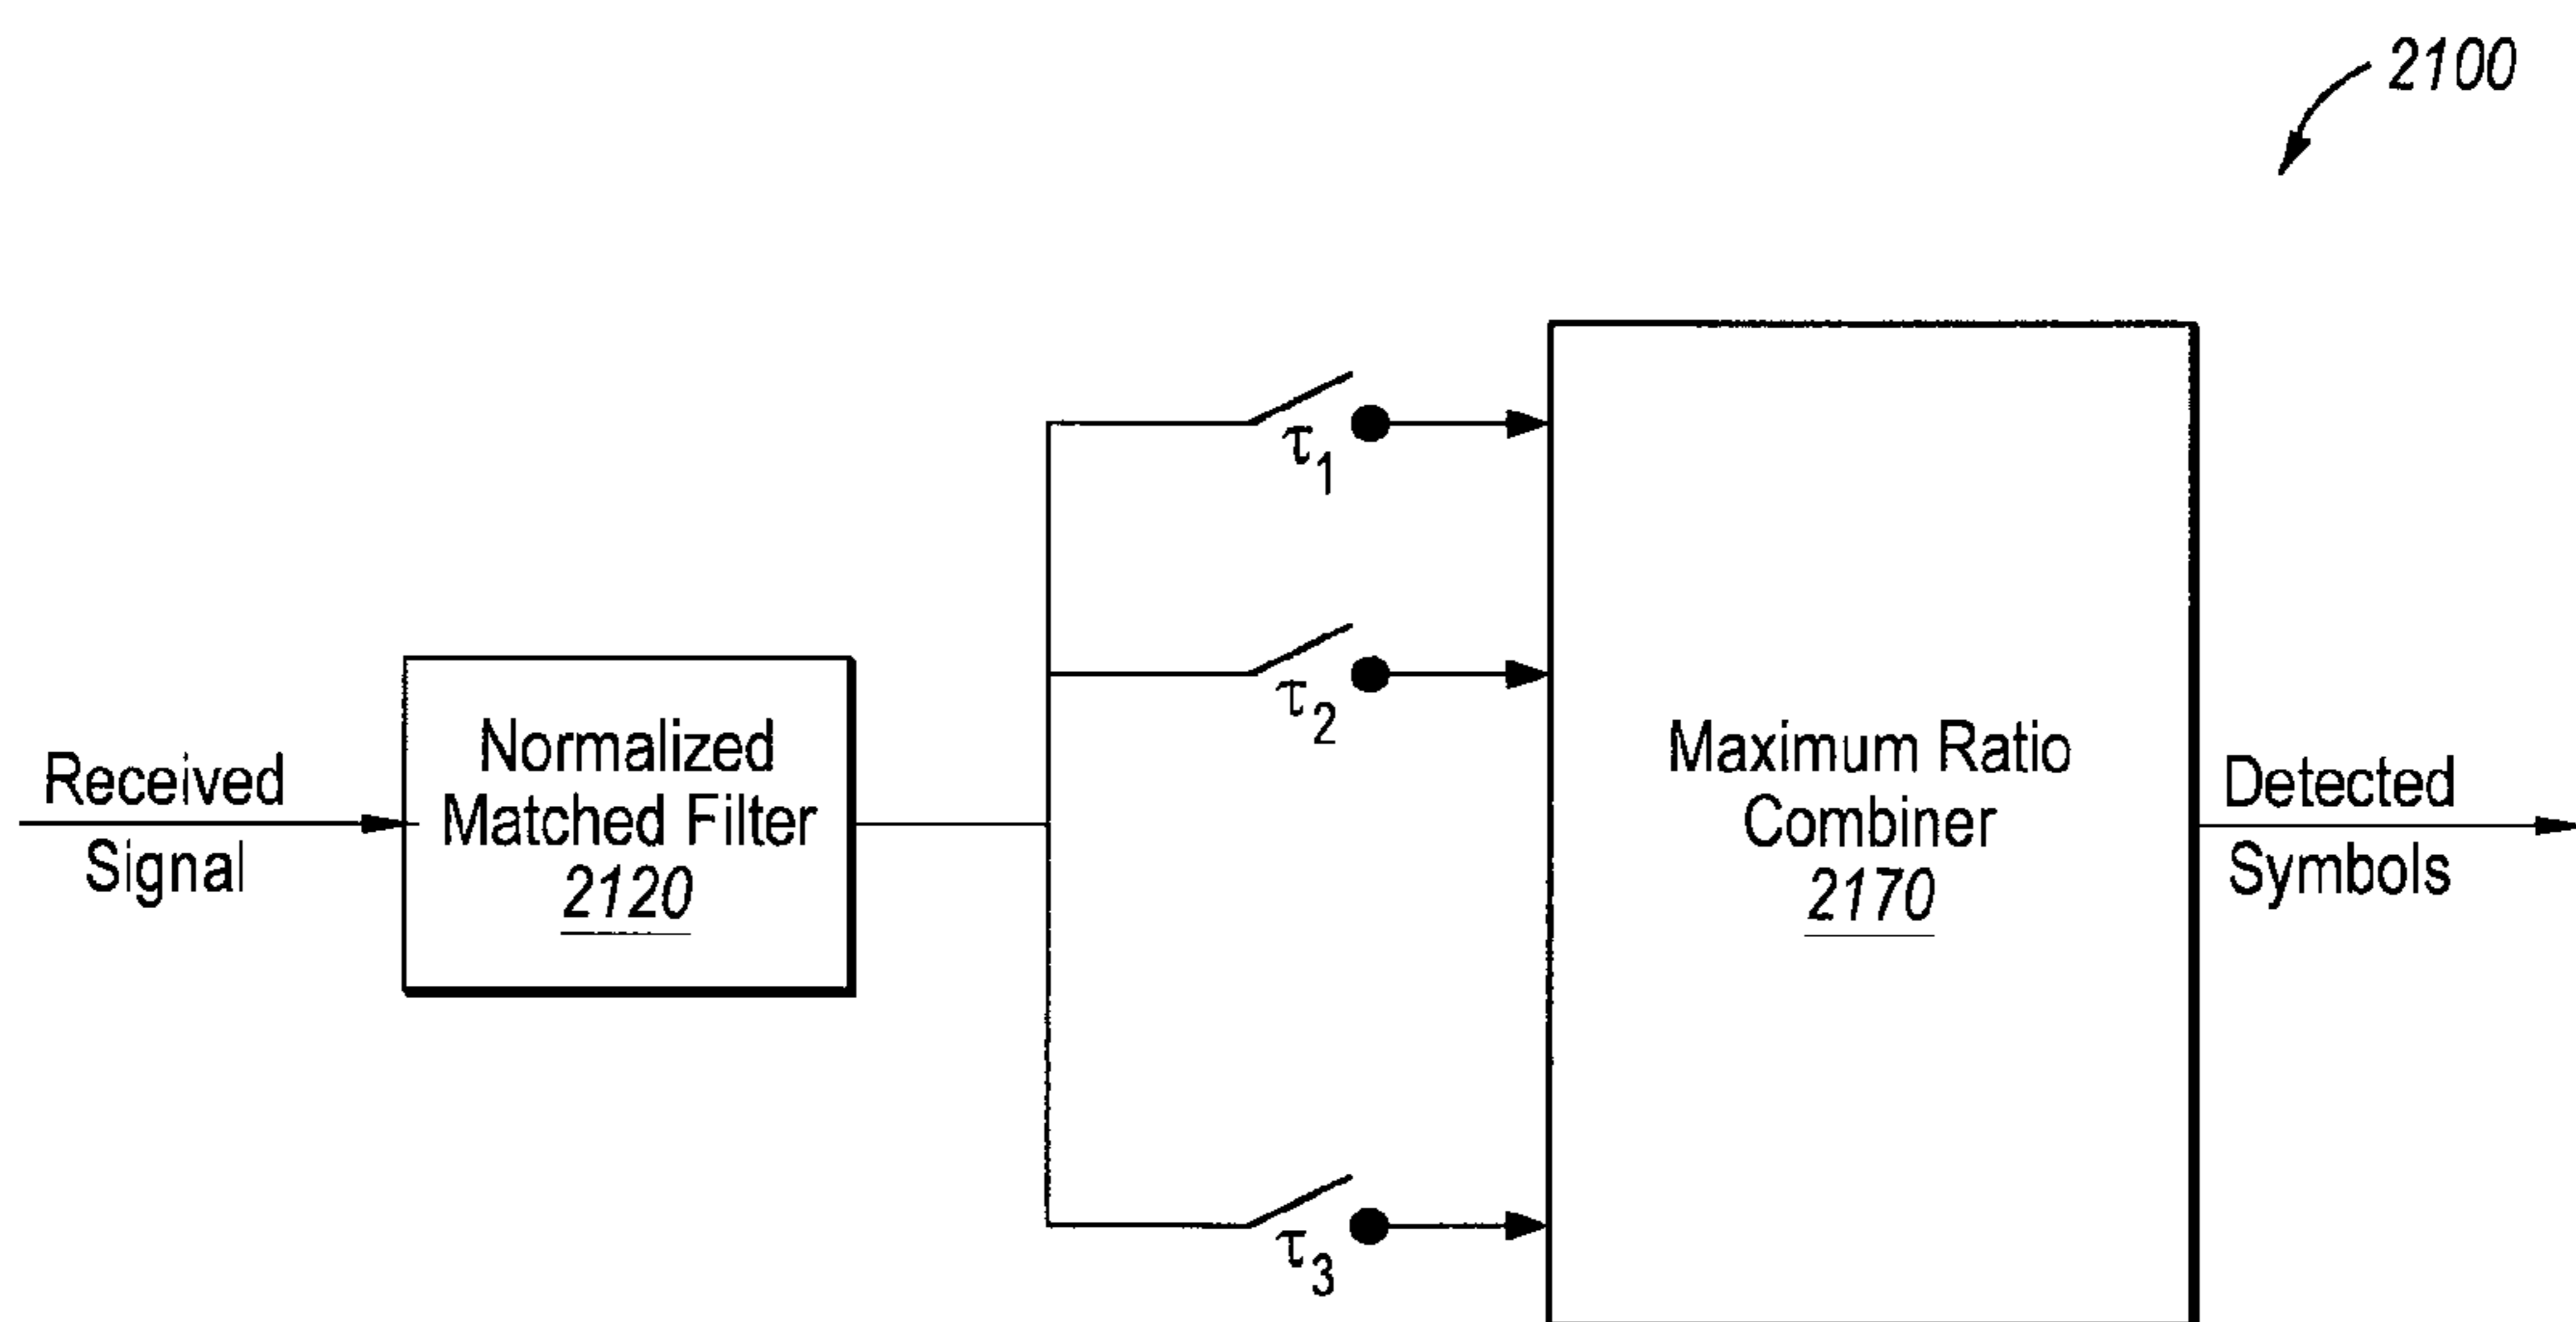 2100
τ1
τ2
τ3
Received
Signal
Normalized
Matched Filter
2120
Maximum Ratio
Combiner
2170
Detected
Symbols